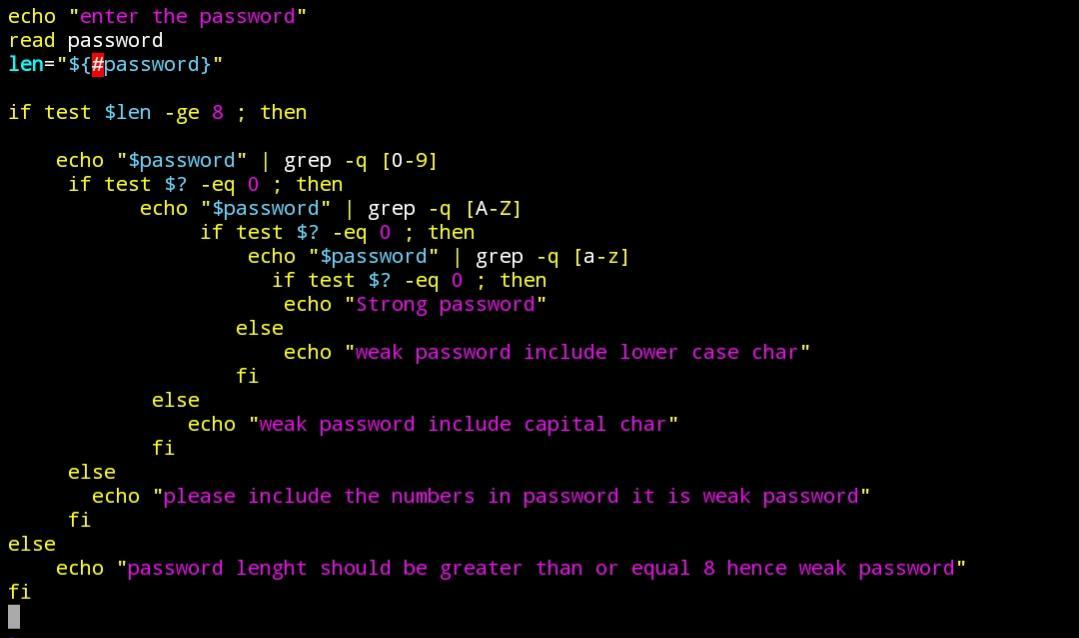 echo "enter the password"
read password
len="${#password}"
if test $len -ge 8 ; then
echo "$password" | grep -q [0-9]
if test $? -eq 0 ; then
echo "$password" | grep -q [A-Z]
if test $? -eq 0 ; then
echo "$password" | grep -q [a-z]
if test $? -eq 0 ; then
echo "Strong password"
else
echo "weak password include lower case char"
fi
else
echo "weak password include capital char"
fi
else
echo "please include the numbers in password it is weak password"
fi
else
echo "password lenght should be greater than or equal 8 hence weak password"
fi